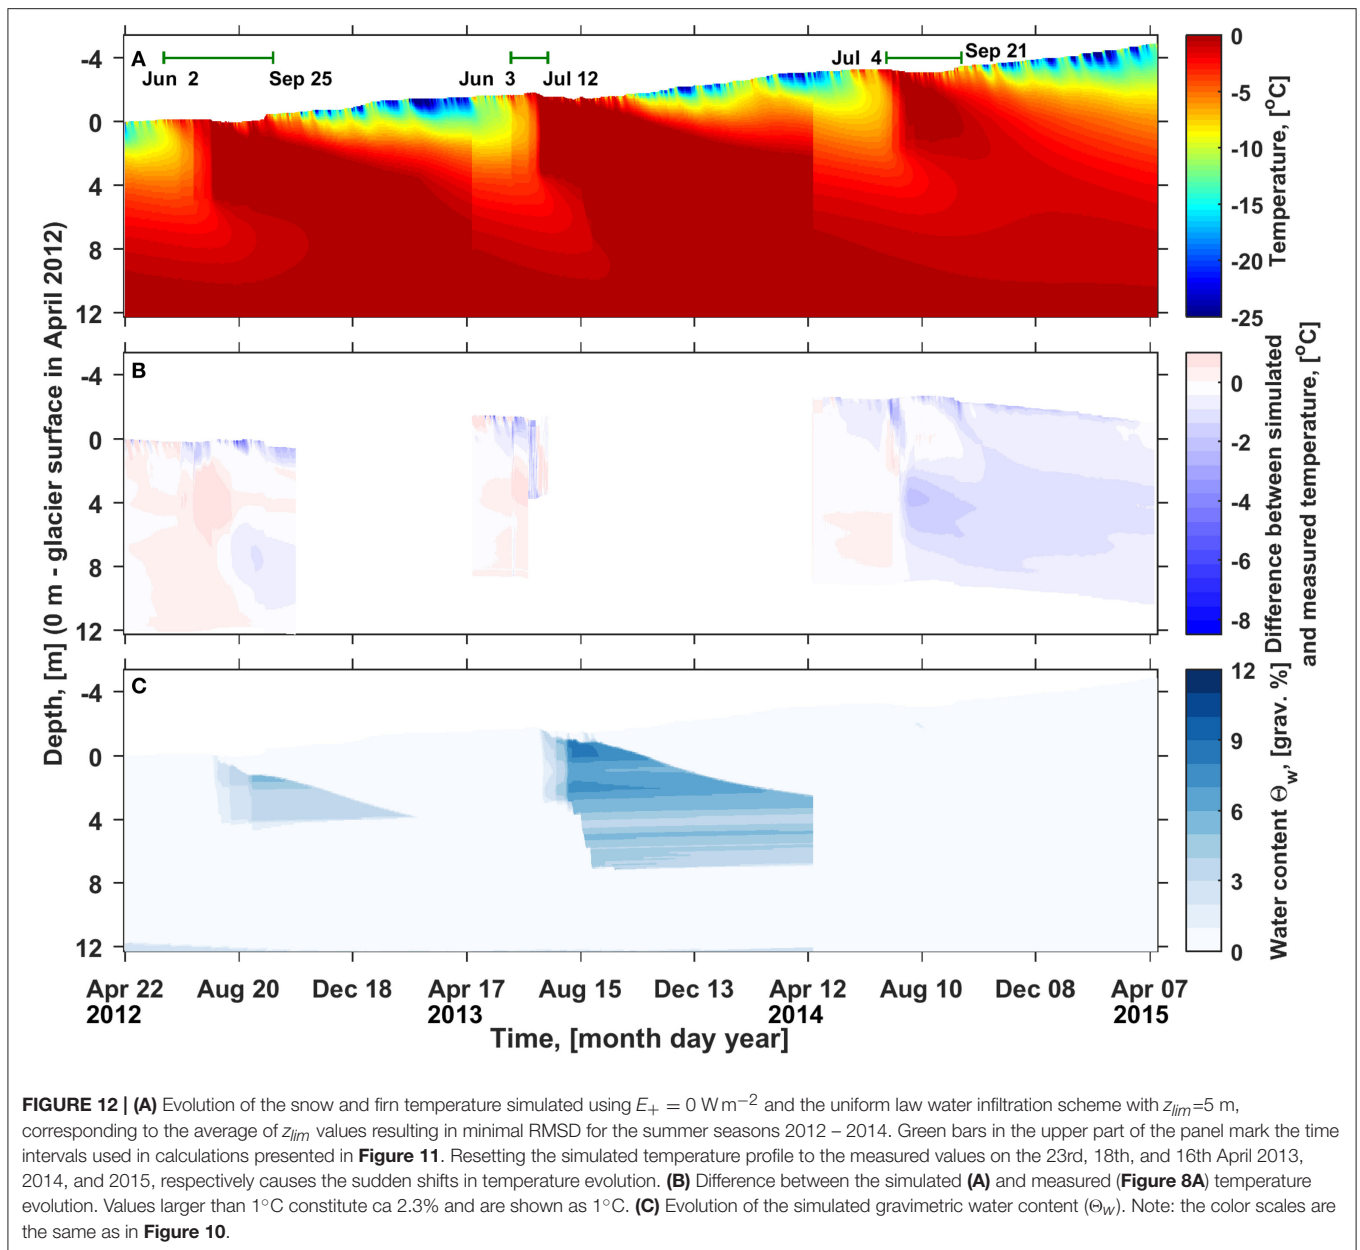 A
Jun 2
Sep 25
Jun 3
Jul 12
Jul 4
Sep 21
-4
0
4
8
12
0
-5
-10
-15
-20
-25
Temperature, [°C]
B
-4
0
4
8
12
0
-2
-4
-6
-8
Difference between simulated
and measured temperature, [°C]
C
-4
0
4
8
12
12
9
6
3
0
Water content Θw, [grav. %]
Depth, [m] (0 m - glacier surface in April 2012)
Apr 22 Aug 20 Dec 18 Apr 17 Aug 15 Dec 13 Apr 12 Aug 10 Dec 08 Apr 07
2012 2013 2014 2015
Time, [month day year]
FIGURE 12 | (A) Evolution of the snow and firn temperature simulated using E+ = 0 W m−2 and the uniform law water infiltration scheme with zlim=5 m,
corresponding to the average of zlim values resulting in minimal RMSD for the summer seasons 2012 – 2014. Green bars in the upper part of the panel mark the time
intervals used in calculations presented in Figure 11. Resetting the simulated temperature profile to the measured values on the 23rd, 18th, and 16th April 2013,
2014, and 2015, respectively causes the sudden shifts in temperature evolution. (B) Difference between the simulated (A) and measured (Figure 8A) temperature
evolution. Values larger than 1°C constitute ca 2.3% and are shown as 1°C. (C) Evolution of the simulated gravimetric water content (Θw). Note: the color scales are
the same as in Figure 10.